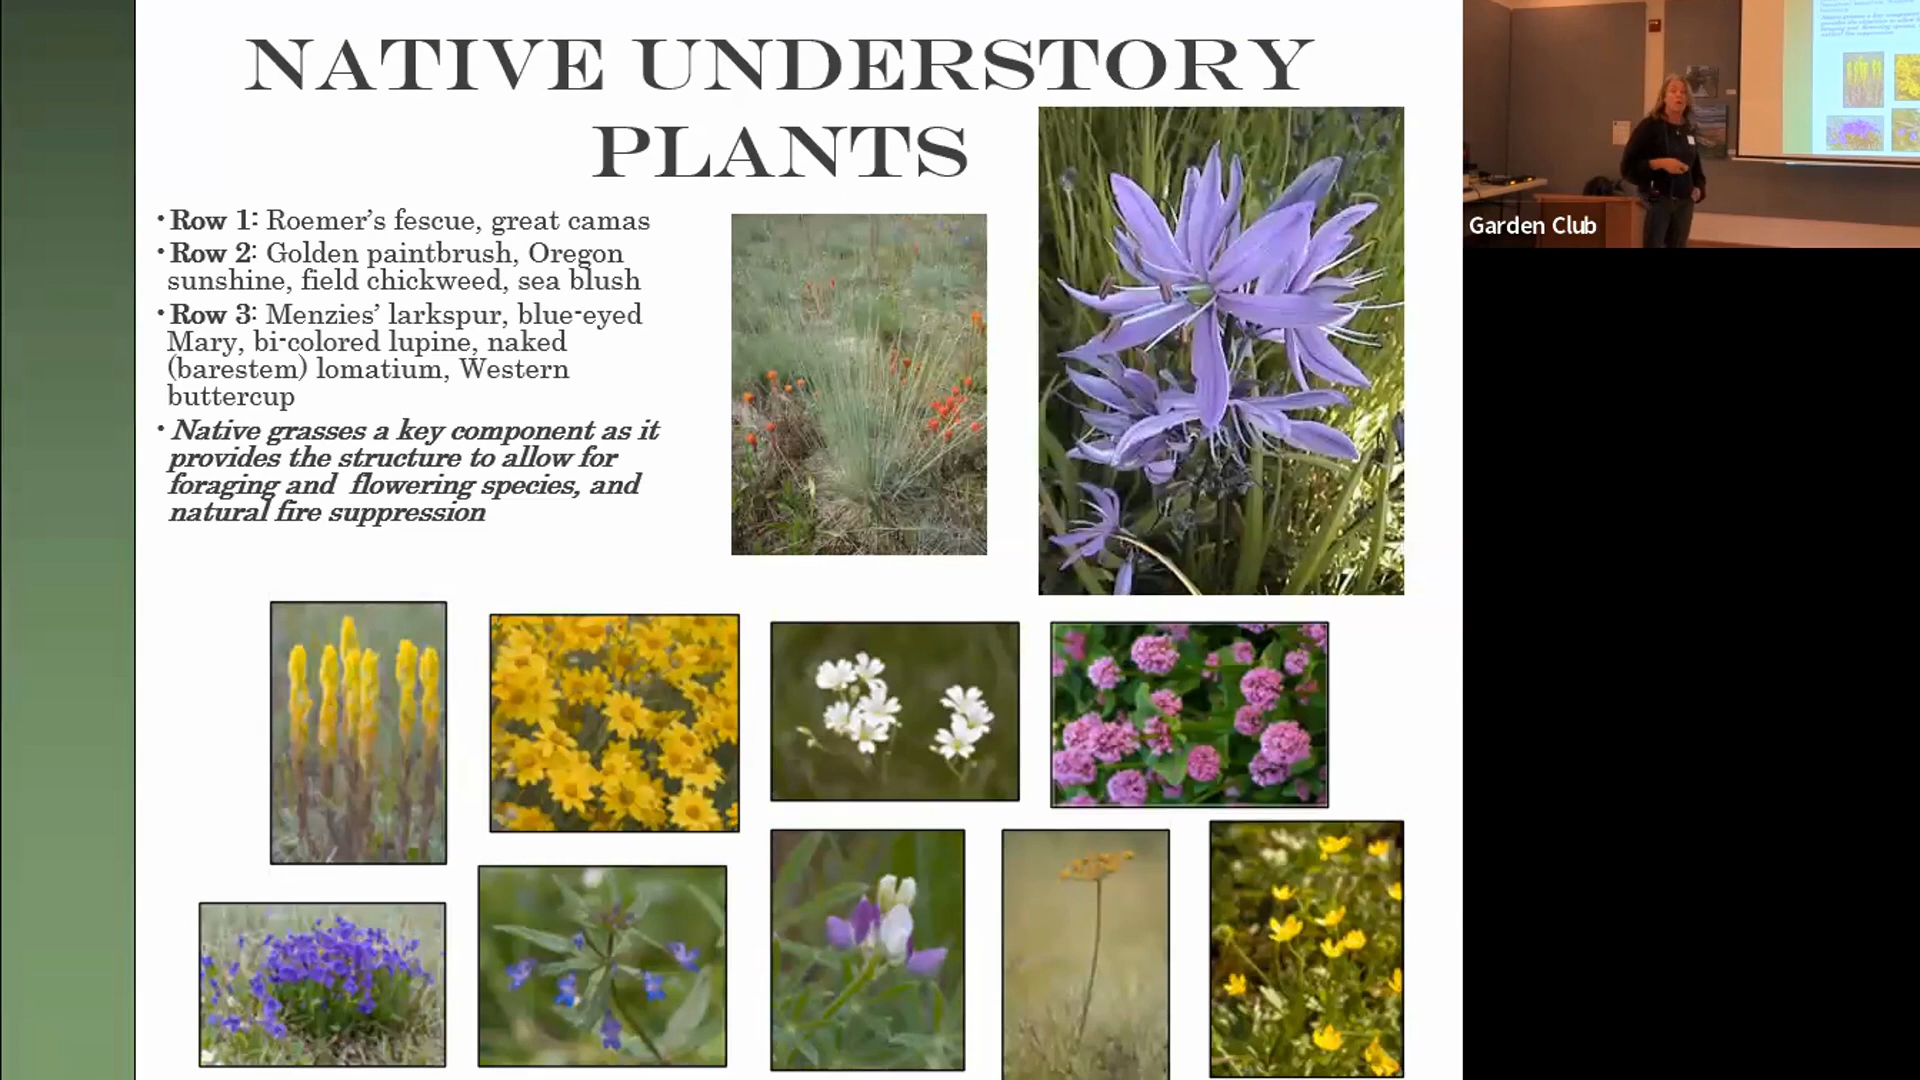 NATIVE UNDERSTORY
PLANTS
• Row 1: Roemer's fescue, great camas
• Row 2: Golden paintbrush, Oregon
sunshine, field chickweed, sea blush
• Row 3: Menzies' larkspur, blue-eyed
Mary, bi-colored lupine, naked
(barestem) lomatium, Western
buttercup
• Native grasses a key component as it
provides the structure to allow for
foraging and flowering species, and
natural fire suppression
Garden Club